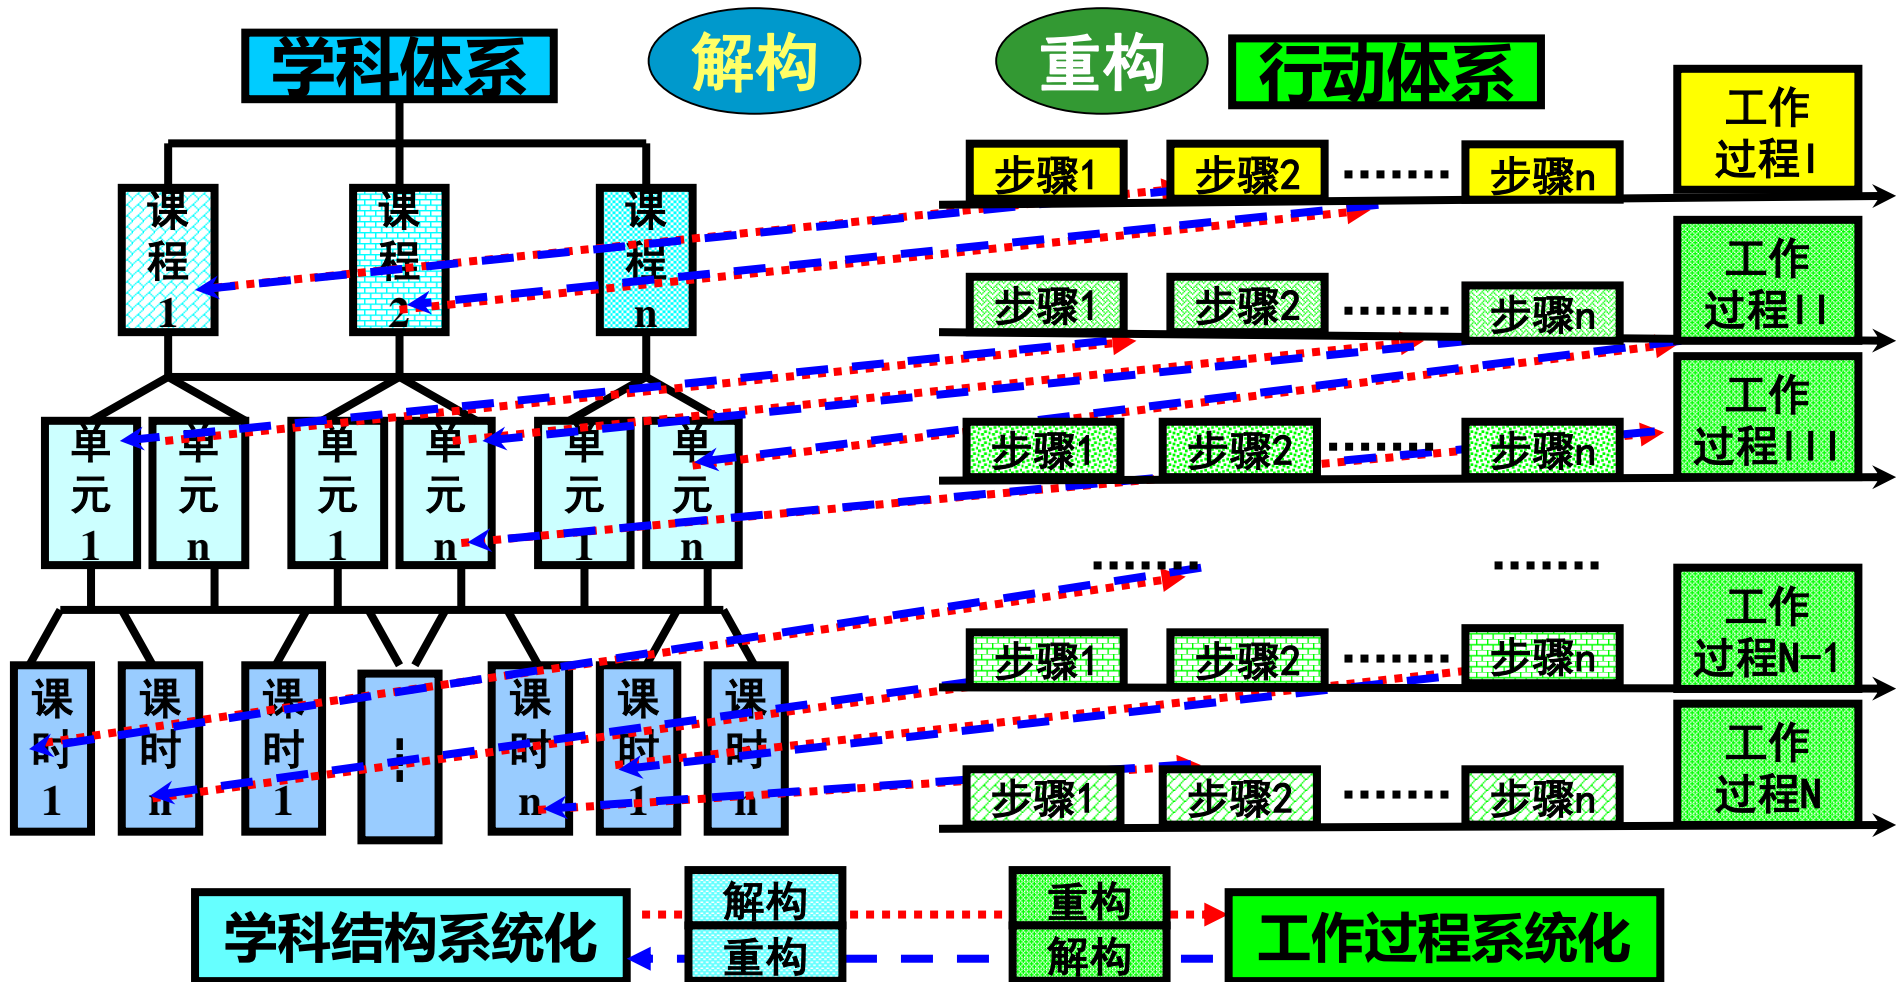 学科体系
解构
重构
行动体系
工作
过程I
步骤1
步骤2
………
步骤n
课
程
1
课
程
2
课
程
n
工作
过程II
步骤1
步骤2
………
步骤n
工作
过程III
步骤1
步骤2
………
步骤n
单
元
1
单
元
n
单
元
1
单
元
n
单
元
1
单
元
n
………
………
工作
过程N-1
步骤1
步骤2
………
步骤n
课
时
1
课
时
n
课
时
1
…
课
时
n
课
时
1
课
时
n
工作
过程N
步骤1
步骤2
………
步骤n
学科结构系统化
解构
重构
重构
解构
工作过程系统化